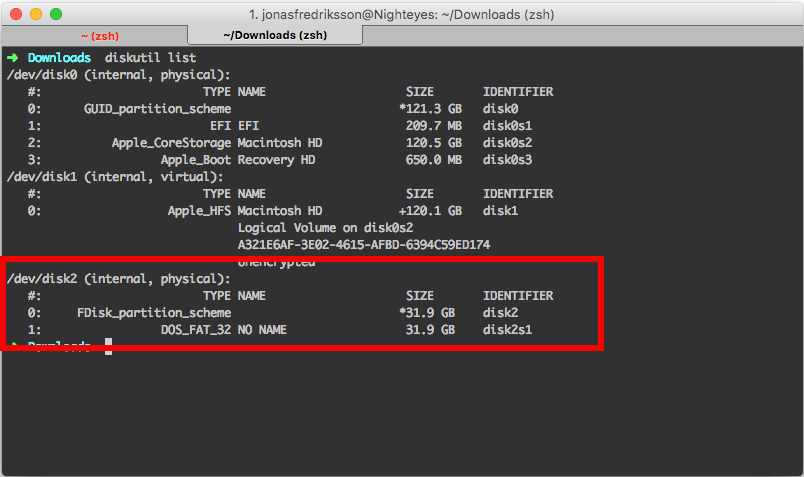 1. jonasfredriksson@Nighteyes: ~/Downloads (zsh)
~ (zsh) ~/Downloads (zsh)
➜ Downloads diskutil list
/dev/disk0 (internal, physical):
#: TYPE NAME SIZE IDENTIFIER
0: GUID_partition_scheme *121.3 GB disk0
1: EFI EFI 209.7 MB disk0s1
2: Apple_CoreStorage Macintosh HD 120.5 GB disk0s2
3: Apple_Boot Recovery HD 650.0 MB disk0s3
/dev/disk1 (internal, virtual):
#: TYPE NAME SIZE IDENTIFIER
0: Apple_HFS Macintosh HD +120.1 GB disk1
Logical Volume on disk0s2
A321E6AF-3E02-4615-AFBD-6394C59ED174
Unencrypted
/dev/disk2 (internal, physical):
#: TYPE NAME SIZE IDENTIFIER
0: FDisk_partition_scheme *31.9 GB disk2
1: DOS_FAT_32 NO NAME 31.9 GB disk2s1
➜ Downloads